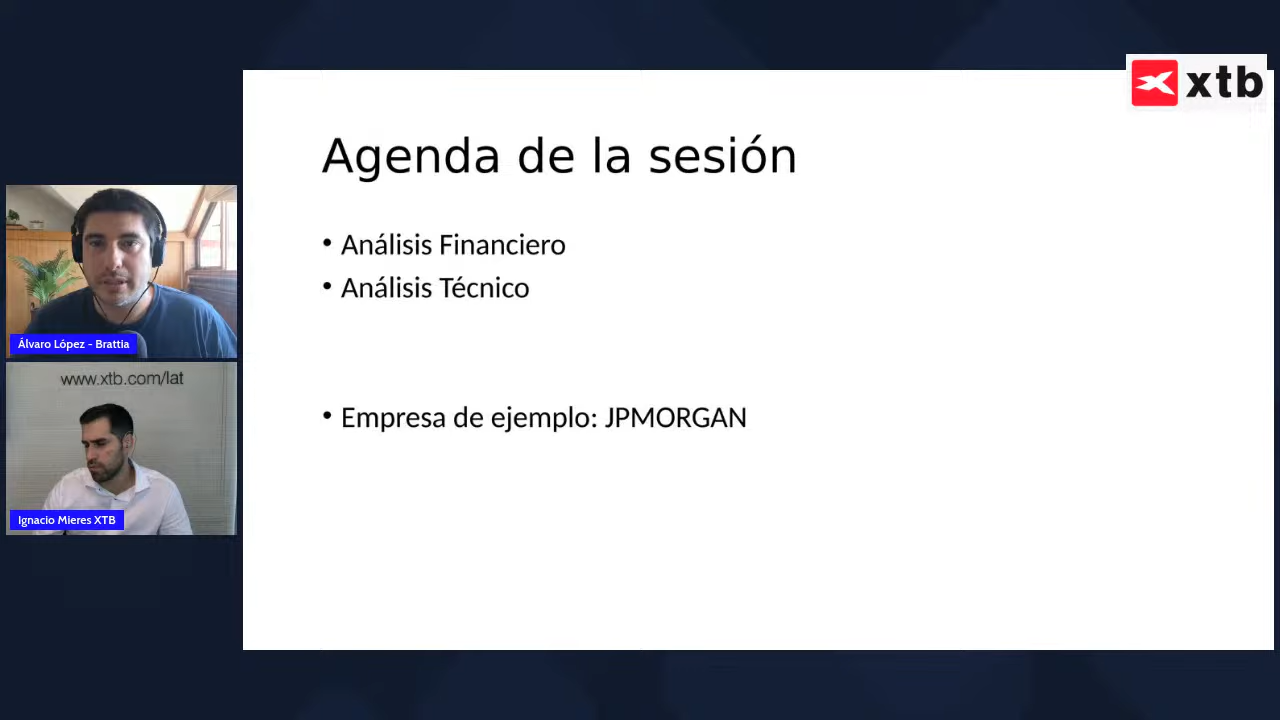 xtb
Agenda de la sesión
• Análisis Financiero
• Análisis Técnico
• Empresa de ejemplo: JPMORGAN
Álvaro López - Brattia
www.xtb.com/lat
Ignacio Mieres XTB